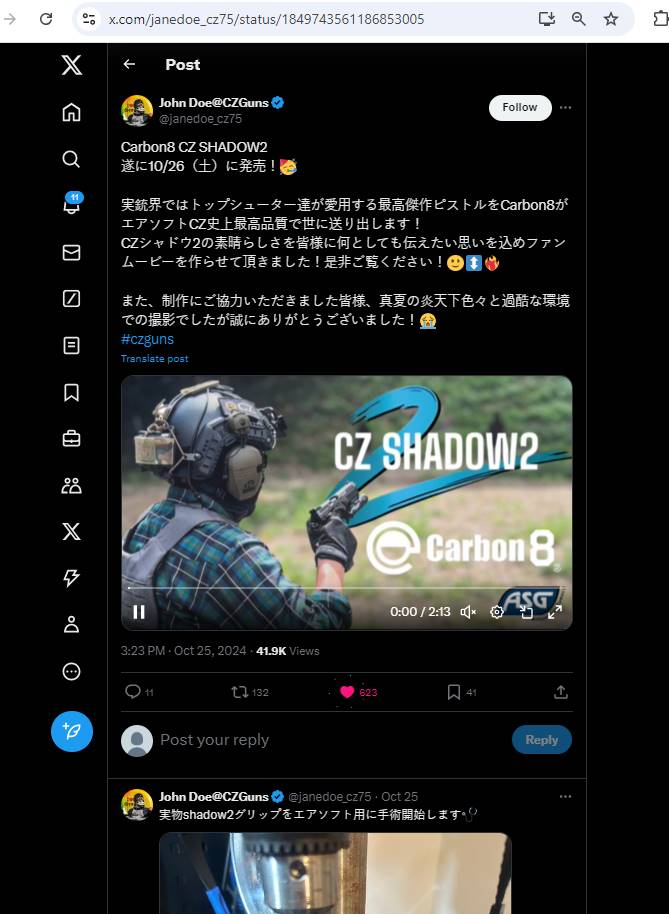 x.com/janedoe_cz75/status/1849743561186853005
Post
John Doe@CZGuns
@janedoe_cz75
Follow
Carbon8 CZ SHADOW2
遂に10/26（土）に発売！🥳
実銃界ではトップシューター達が愛用する最高傑作ピストルをCarbon8が
エアソフトCZ史上最高品質で世に送り出します！
CZシャドウ2の素晴らしさを皆様に何としても伝えたい思いを込めファン
ムービーを作らせて頂きました！是非ご覧ください！🙂↕️❤️‍🔥
また、制作にご協力いただきました皆様、真夏の炎天下色々と過酷な環境
での撮影でしたが誠にありがとうございました！😭
#czguns
Translate post
2
CZ SHADOW2
Carbon8
ASG
0:00 / 2:13
3:23 PM · Oct 25, 2024 · 41.9K Views
11
132
623
41
11
Post your reply
Reply
John Doe@CZGuns @janedoe_cz75 · Oct 25
実物shadow2グリップをエアソフト用に手術開始します🩺